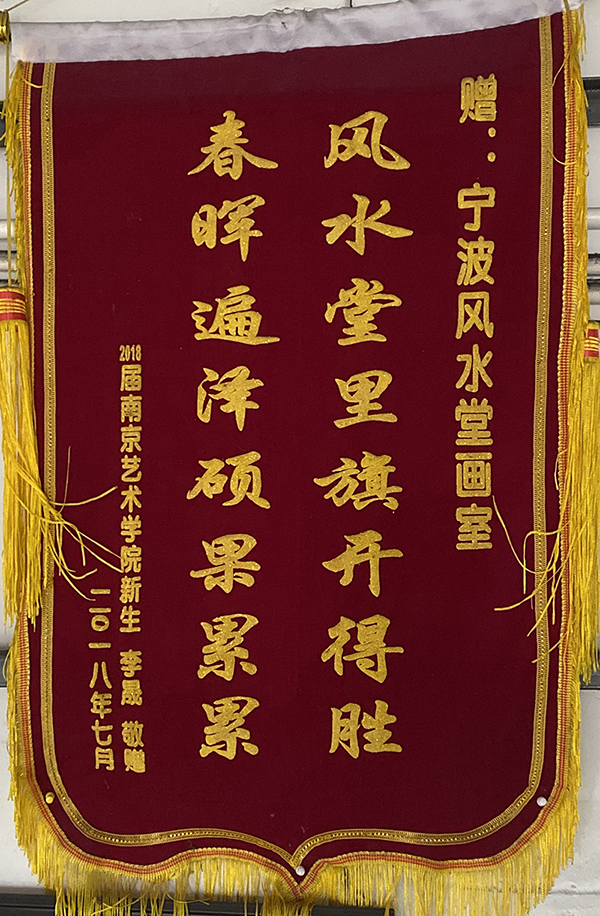 赠：宁波风水堂画室
风水堂里旗开得胜
春晖遍泽硕果累累
2018届南京艺术学院新生 李晟 敬赠
二〇一八年七月